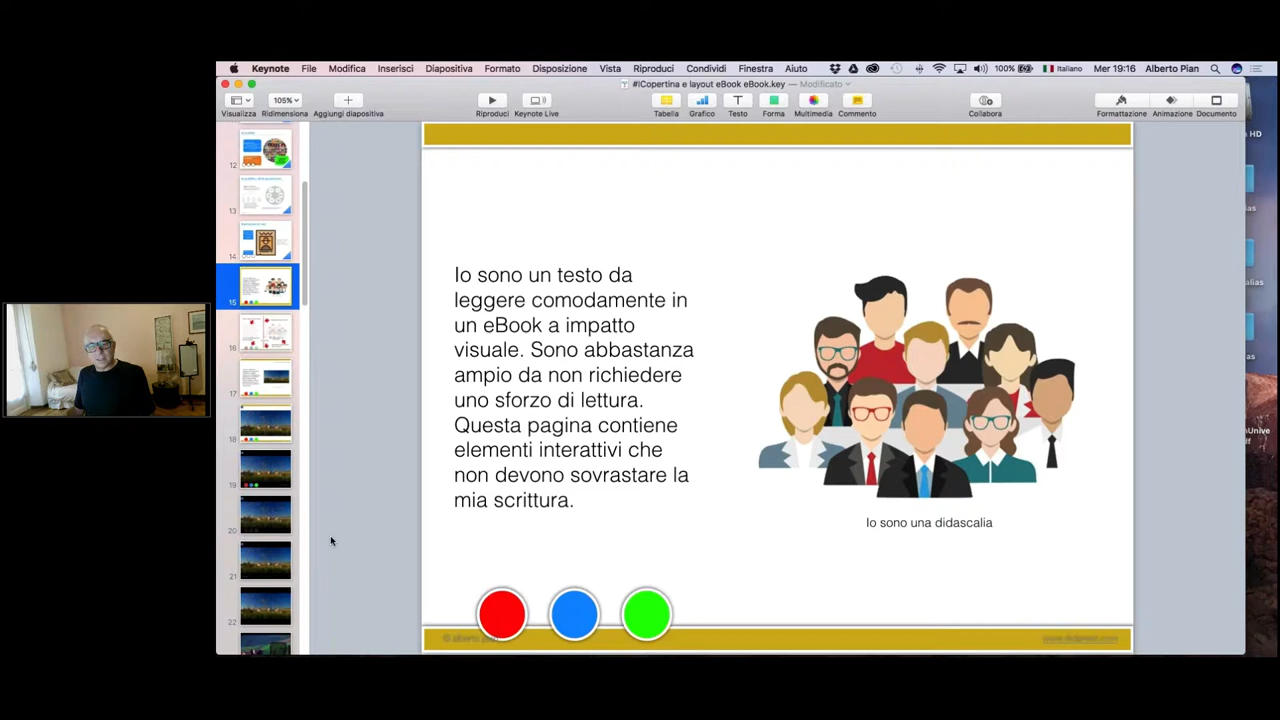 Keynote File Modifica Inserisci Diapositiva Formato Disposizione Vista Riproduci Condividi Finestra Aiuto 100% Italiano Mer 19:16 Alberto Pian
#ICopertina e layout eBook eBook.key — Modificato
105%
Visualizza Ridimensiona Aggiungi diapositiva Riproduci Keynote Live Tabella Grafico Testo Forma Multimedia Commento Collabora Formattazione Animazione Documento
HD
12
13
14
15
16
17
18
19
20
21
22
Io sono un testo da
leggere comodamente in
un eBook a impatto
visuale. Sono abbastanza
ampio da non richiedere
uno sforzo di lettura.
Questa pagina contiene
elementi interattivi che
non devono sovrastare la
mia scrittura.
Io sono una didascalia
© alberto pian